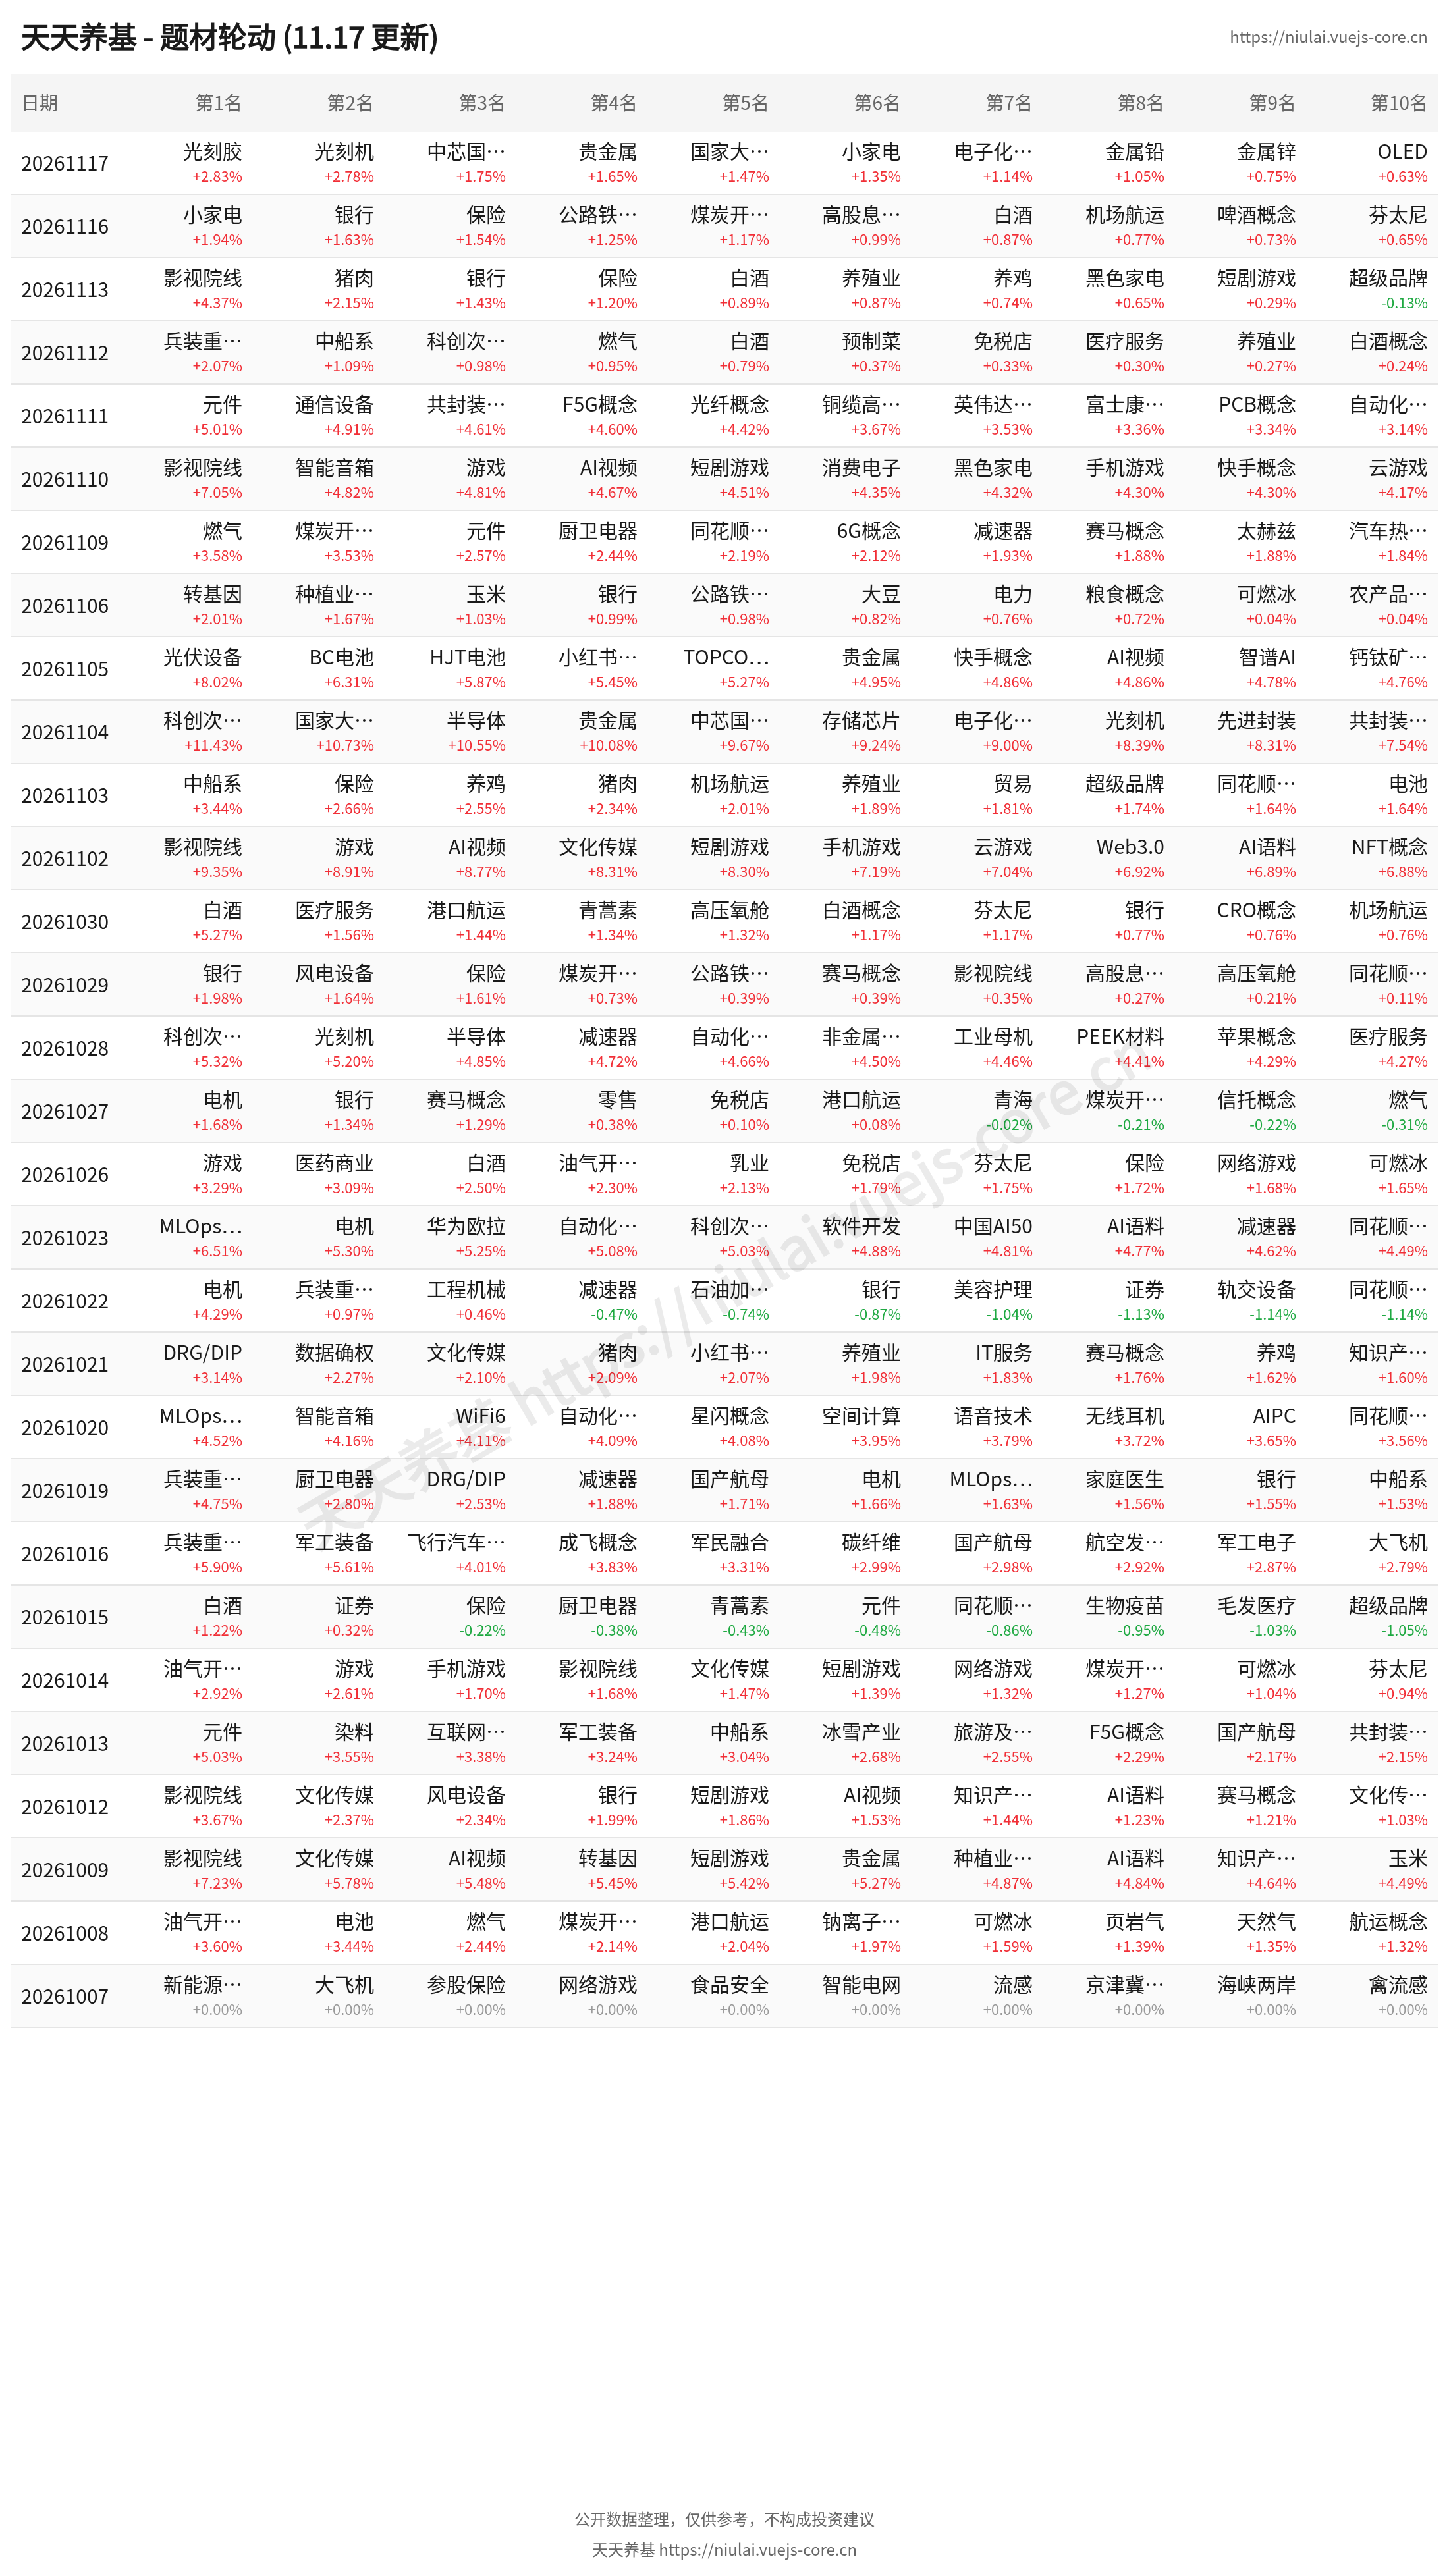 天天养基 - 题材轮动 (11.17 更新)
https://niulai.vuejs-core.cn
日期 第1名 第2名 第3名 第4名 第5名 第6名 第7名 第8名 第9名 第10名
20261117 光刻胶 光刻机 中芯国… 贵金属 国家大… 小家电 电子化… 金属铅 金属锌 OLED
+2.83% +2.78% +1.75% +1.65% +1.47% +1.35% +1.14% +1.05% +0.75% +0.63%
20261116 小家电 银行 保险 公路铁… 煤炭开… 高股息… 白酒 机场航运 啤酒概念 芬太尼
+1.94% +1.63% +1.54% +1.25% +1.17% +0.99% +0.87% +0.77% +0.73% +0.65%
20261113 影视院线 猪肉 银行 保险 白酒 养殖业 养鸡 黑色家电 短剧游戏 超级品牌
+4.37% +2.15% +1.43% +1.20% +0.89% +0.87% +0.74% +0.65% +0.29% -0.13%
20261112 兵装重… 中船系 科创次… 燃气 白酒 预制菜 免税店 医疗服务 养殖业 白酒概念
+2.07% +1.09% +0.98% +0.95% +0.79% +0.37% +0.33% +0.30% +0.27% +0.24%
20261111 元件 通信设备 共封装… F5G概念 光纤概念 铜缆高… 英伟达… 富士康… PCB概念 自动化…
+5.01% +4.91% +4.61% +4.60% +4.42% +3.67% +3.53% +3.36% +3.34% +3.14%
20261110 影视院线 智能音箱 游戏 AI视频 短剧游戏 消费电子 黑色家电 手机游戏 快手概念 云游戏
+7.05% +4.82% +4.81% +4.67% +4.51% +4.35% +4.32% +4.30% +4.30% +4.17%
20261109 燃气 煤炭开… 元件 厨卫电器 同花顺… 6G概念 减速器 赛马概念 太赫兹 汽车热…
+3.58% +3.53% +2.57% +2.44% +2.19% +2.12% +1.93% +1.88% +1.88% +1.84%
20261106 转基因 种植业… 玉米 银行 公路铁… 大豆 电力 粮食概念 可燃冰 农产品…
+2.01% +1.67% +1.03% +0.99% +0.98% +0.82% +0.76% +0.72% +0.04% +0.04%
20261105 光伏设备 BC电池 HJT电池 小红书… TOPCO… 贵金属 快手概念 AI视频 智谱AI 钙钛矿…
+8.02% +6.31% +5.87% +5.45% +5.27% +4.95% +4.86% +4.86% +4.78% +4.76%
20261104 科创次… 国家大… 半导体 贵金属 中芯国… 存储芯片 电子化… 光刻机 先进封装 共封装…
+11.43% +10.73% +10.55% +10.08% +9.67% +9.24% +9.00% +8.39% +8.31% +7.54%
20261103 中船系 保险 养鸡 猪肉 机场航运 养殖业 贸易 超级品牌 同花顺… 电池
+3.44% +2.66% +2.55% +2.34% +2.01% +1.89% +1.81% +1.74% +1.64% +1.64%
20261102 影视院线 游戏 AI视频 文化传媒 短剧游戏 手机游戏 云游戏 Web3.0 AI语料 NFT概念
+9.35% +8.91% +8.77% +8.31% +8.30% +7.19% +7.04% +6.92% +6.89% +6.88%
20261030 白酒 医疗服务 港口航运 青蒿素 高压氧舱 白酒概念 芬太尼 银行 CRO概念 机场航运
+5.27% +1.56% +1.44% +1.34% +1.32% +1.17% +1.17% +0.77% +0.76% +0.76%
20261029 银行 风电设备 保险 煤炭开… 公路铁… 赛马概念 影视院线 高股息… 高压氧舱 同花顺…
+1.98% +1.64% +1.61% +0.73% +0.39% +0.39% +0.35% +0.27% +0.21% +0.11%
20261028 科创次… 光刻机 半导体 减速器 自动化… 非金属… 工业母机 PEEK材料 苹果概念 医疗服务
+5.32% +5.20% +4.85% +4.72% +4.66% +4.50% +4.46% +4.41% +4.29% +4.27%
20261027 电机 银行 赛马概念 零售 免税店 港口航运 青海 煤炭开… 信托概念 燃气
+1.68% +1.34% +1.29% +0.38% +0.10% +0.08% -0.02% -0.21% -0.22% -0.31%
20261026 游戏 医药商业 白酒 油气开… 乳业 免税店 芬太尼 保险 网络游戏 可燃冰
+3.29% +3.09% +2.50% +2.30% +2.13% +1.79% +1.75% +1.72% +1.68% +1.65%
20261023 MLOps… 电机 华为欧拉 自动化… 科创次… 软件开发 中国AI50 AI语料 减速器 同花顺…
+6.51% +5.30% +5.25% +5.08% +5.03% +4.88% +4.81% +4.77% +4.62% +4.49%
20261022 电机 兵装重… 工程机械 减速器 石油加… 银行 美容护理 证券 轨交设备 同花顺…
+4.29% +0.97% +0.46% -0.47% -0.74% -0.87% -1.04% -1.13% -1.14% -1.14%
20261021 DRG/DIP 数据确权 文化传媒 猪肉 小红书… 养殖业 IT服务 赛马概念 养鸡 知识产…
+3.14% +2.27% +2.10% +2.09% +2.07% +1.98% +1.83% +1.76% +1.62% +1.60%
20261020 MLOps… 智能音箱 WiFi6 自动化… 星闪概念 空间计算 语音技术 无线耳机 AIPC 同花顺…
+4.52% +4.16% +4.11% +4.09% +4.08% +3.95% +3.79% +3.72% +3.65% +3.56%
20261019 兵装重… 厨卫电器 DRG/DIP 减速器 国产航母 电机 MLOps… 家庭医生 银行 中船系
+4.75% +2.80% +2.53% +1.88% +1.71% +1.66% +1.63% +1.56% +1.55% +1.53%
20261016 兵装重… 军工装备 飞行汽车… 成飞概念 军民融合 碳纤维 国产航母 航空发… 军工电子 大飞机
+5.90% +5.61% +4.01% +3.83% +3.31% +2.99% +2.98% +2.92% +2.87% +2.79%
20261015 白酒 证券 保险 厨卫电器 青蒿素 元件 同花顺… 生物疫苗 毛发医疗 超级品牌
+1.22% +0.32% -0.22% -0.38% -0.43% -0.48% -0.86% -0.95% -1.03% -1.05%
20261014 油气开… 游戏 手机游戏 影视院线 文化传媒 短剧游戏 网络游戏 煤炭开… 可燃冰 芬太尼
+2.92% +2.61% +1.70% +1.68% +1.47% +1.39% +1.32% +1.27% +1.04% +0.94%
20261013 元件 染料 互联网… 军工装备 中船系 冰雪产业 旅游及… F5G概念 国产航母 共封装…
+5.03% +3.55% +3.38% +3.24% +3.04% +2.68% +2.55% +2.29% +2.17% +2.15%
20261012 影视院线 文化传媒 风电设备 银行 短剧游戏 AI视频 知识产… AI语料 赛马概念 文化传…
+3.67% +2.37% +2.34% +1.99% +1.86% +1.53% +1.44% +1.23% +1.21% +1.03%
20261009 影视院线 文化传媒 AI视频 转基因 短剧游戏 贵金属 种植业… AI语料 知识产… 玉米
+7.23% +5.78% +5.48% +5.45% +5.42% +5.27% +4.87% +4.84% +4.64% +4.49%
20261008 油气开… 电池 燃气 煤炭开… 港口航运 钠离子… 可燃冰 页岩气 天然气 航运概念
+3.60% +3.44% +2.44% +2.14% +2.04% +1.97% +1.59% +1.39% +1.35% +1.32%
20261007 新能源… 大飞机 参股保险 网络游戏 食品安全 智能电网 流感 京津冀… 海峡两岸 禽流感
+0.00% +0.00% +0.00% +0.00% +0.00% +0.00% +0.00% +0.00% +0.00% +0.00%
天天养基 https://niulai.vuejs-core.cn
公开数据整理，仅供参考，不构成投资建议
天天养基 https://niulai.vuejs-core.cn